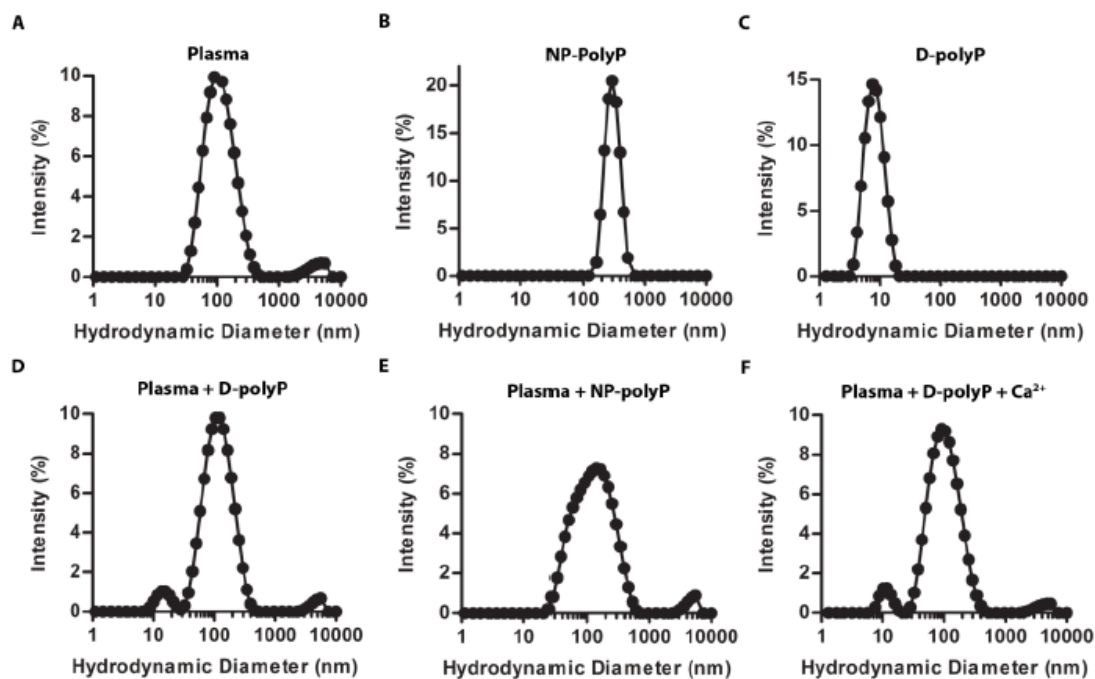 A
Plasma
Intensity (%)
10
8
6
4
2
0
1 10 100 1000 10000
Hydrodynamic Diameter (nm)
B
NP-PolyP
Intensity (%)
20
15
10
5
0
1 10 100 1000 10000
Hydrodynamic Diameter (nm)
C
D-polyP
Intensity (%)
15
10
5
0
1 10 100 1000 10000
Hydrodynamic Diameter (nm)
D
Plasma + D-polyP
Intensity (%)
10
8
6
4
2
0
1 10 100 1000 10000
Hydrodynamic Diameter (nm)
E
Plasma + NP-polyP
Intensity (%)
10
8
6
4
2
0
1 10 100 1000 10000
Hydrodynamic Diameter (nm)
F
Plasma + D-polyP + Ca²⁺
Intensity (%)
10
8
6
4
2
0
1 10 100 1000 10000
Hydrodynamic Diameter (nm)